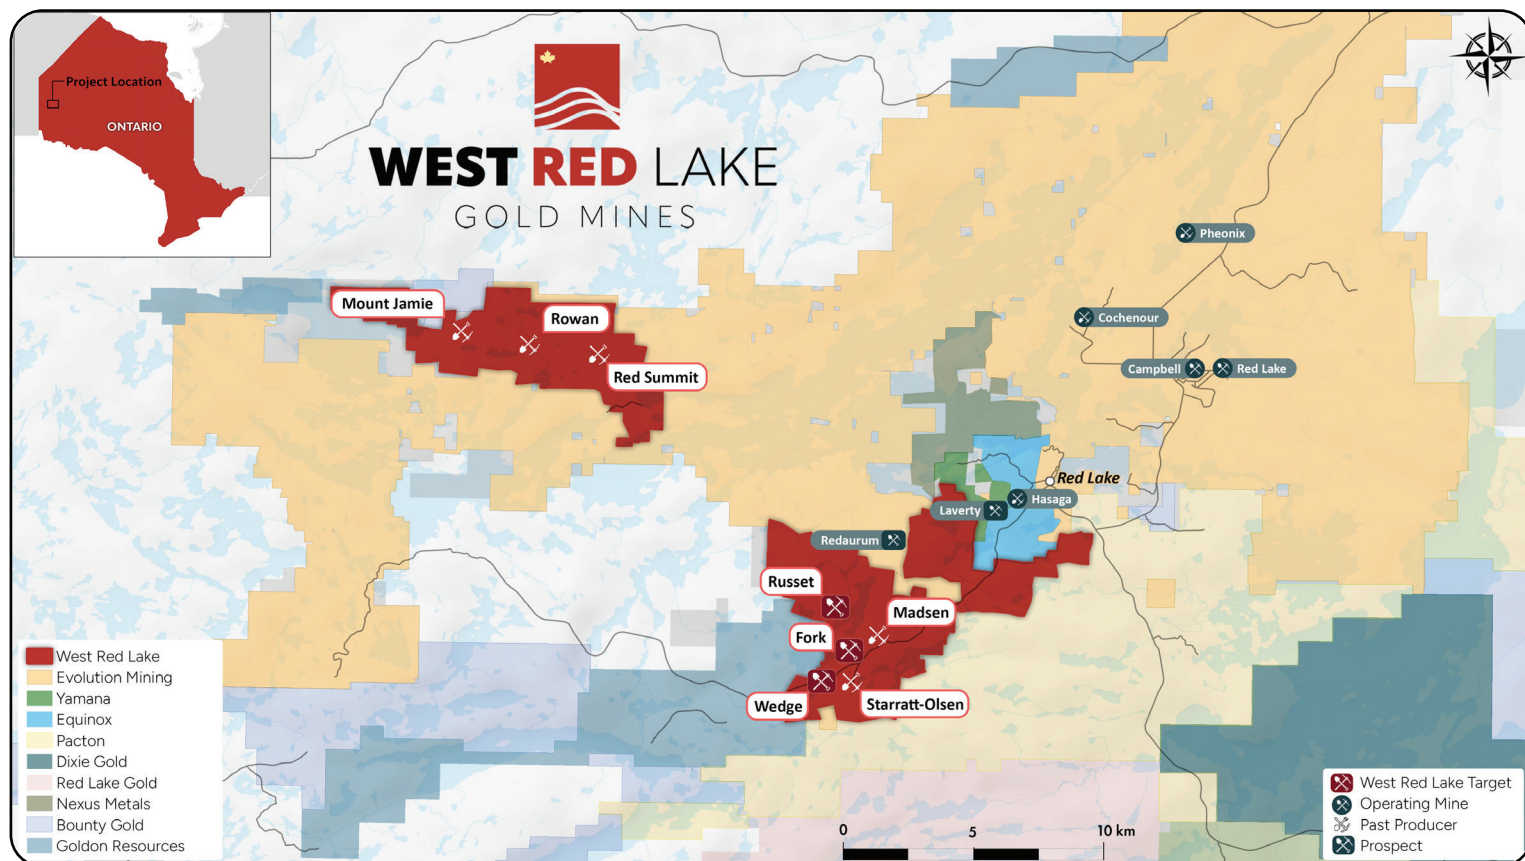 Project Location
ONTARIO
WEST RED LAKE
GOLD MINES
Pheonix
Mount Jamie
Rowan
Cochenour
Red Summit
Campbell
Red Lake
Red Lake
Hasaga
Laverty
Redaurum
Russet
Madsen
Fork
Wedge
Starratt-Olsen
West Red Lake
Evolution Mining
Yamana
Equinox
Pacton
Dixie Gold
Red Lake Gold
Nexus Metals
Bounty Gold
Goldon Resources
0 5 10 km
West Red Lake Target
Operating Mine
Past Producer
Prospect